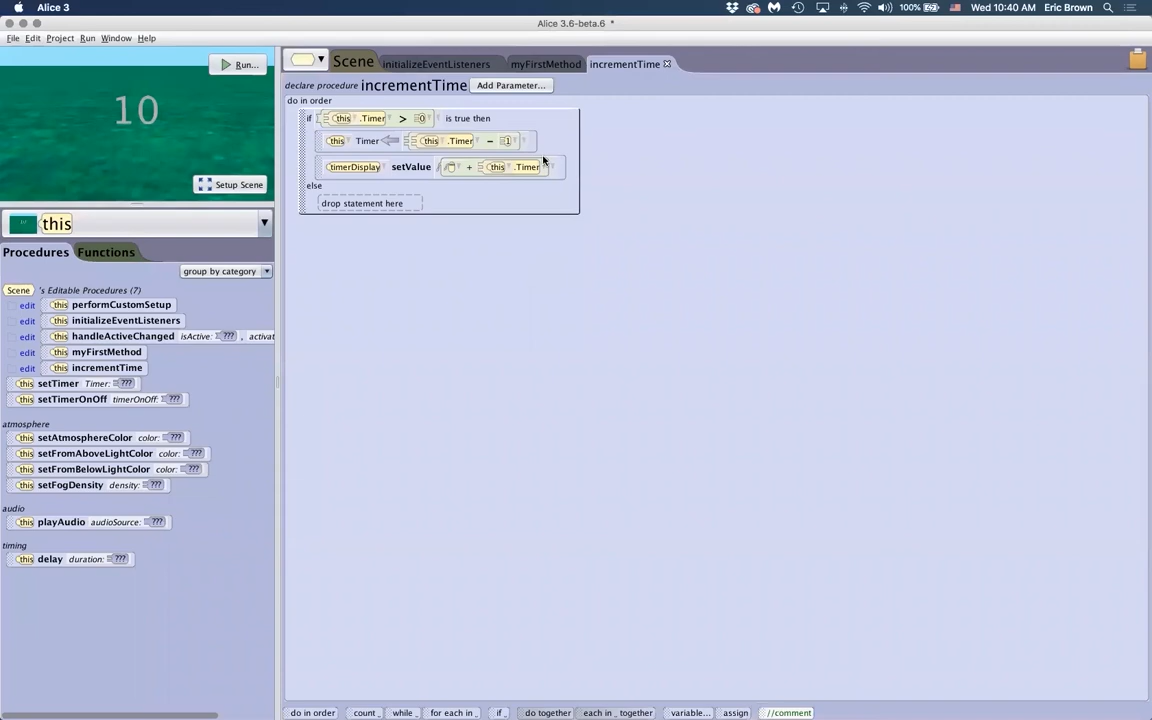 Alice 3
100%
Wed 10:40 AM Eric Brown
Alice 3.6-beta.6 *
File Edit Project Run Window Help
Run...
10
Setup Scene
this
Procedures Functions
group by category
Scene 's Editable Procedures (7)
edit this performCustomSetup
edit this initializeEventListeners
edit this handleActiveChanged isActive: ??? , activat
edit this myFirstMethod
edit this incrementTime
this setTimer Timer: ???
this setTimerOnOff timerOnOff: ???
atmosphere
this setAtmosphereColor color: ???
this setFromAboveLightColor color: ???
this setFromBelowLightColor color: ???
this setFogDensity density: ???
audio
this playAudio audioSource: ???
timing
this delay duration: ???
Scene initializeEventListeners myFirstMethod incrementTime
declare procedure incrementTime Add Parameter...
do in order
if this .Timer > 0 is true then
this Timer this .Timer - 1
timerDisplay setValue + this .Timer
else
drop statement here
do in order count _ while _ for each in _ if _ do together each in _ together variable... assign //comment